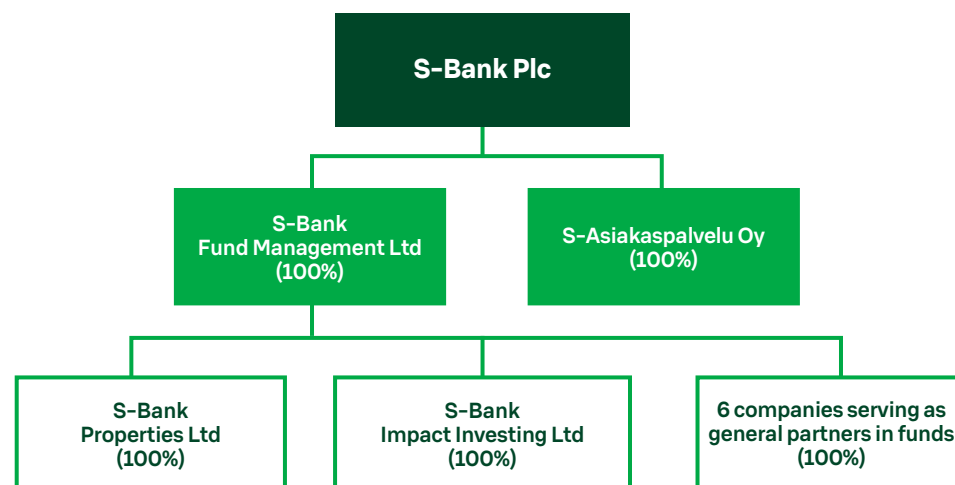 S-Bank Plc
S-Bank
Fund Management Ltd
(100%)
S-Asiakaspalvelu Oy
(100%)
S-Bank
Properties Ltd
(100%)
S-Bank
Impact Investing Ltd
(100%)
6 companies serving as
general partners in funds
(100%)